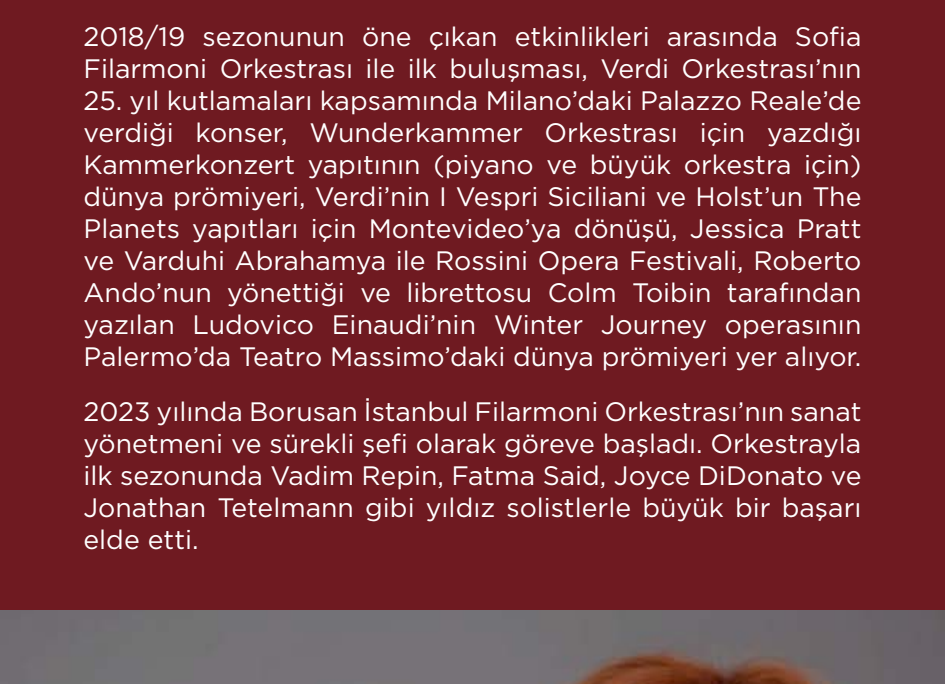 2018/19 sezonunun öne çıkan etkinlikleri arasında Sofia
Filarmoni Orkestrası ile ilk buluşması, Verdi Orkestrası’nın
25. yıl kutlamaları kapsamında Milano’daki Palazzo Reale’de
verdiği konser, Wunderkammer Orkestrası için yazdığı
Kammerkonzert yapıtının (piyano ve büyük orkestra için)
dünya prömiyeri, Verdi’nin I Vespri Siciliani ve Holst’un The
Planets yapıtları için Montevideo’ya dönüşü, Jessica Pratt
ve Varduhi Abrahamya ile Rossini Opera Festivali, Roberto
Ando’nun yönettiği ve librettosu Colm Toibin tarafından
yazılan Ludovico Einaudi’nin Winter Journey operasının
Palermo’da Teatro Massimo’daki dünya prömiyeri yer alıyor.
2023 yılında Borusan İstanbul Filarmoni Orkestrası’nın sanat
yönetmeni ve sürekli şefi olarak göreve başladı. Orkestrayla
ilk sezonunda Vadim Repin, Fatma Said, Joyce DiDonato ve
Jonathan Tetelmann gibi yıldız solistlerle büyük bir başarı
elde etti.